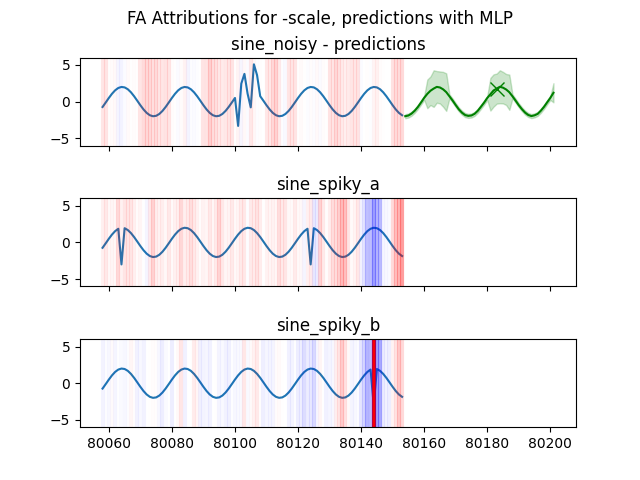 FA Attributions for -scale, predictions with MLP
sine_noisy - predictions
5
0
−5
sine_spiky_a
5
0
−5
sine_spiky_b
5
0
−5
80060 80080 80100 80120 80140 80160 80180 80200